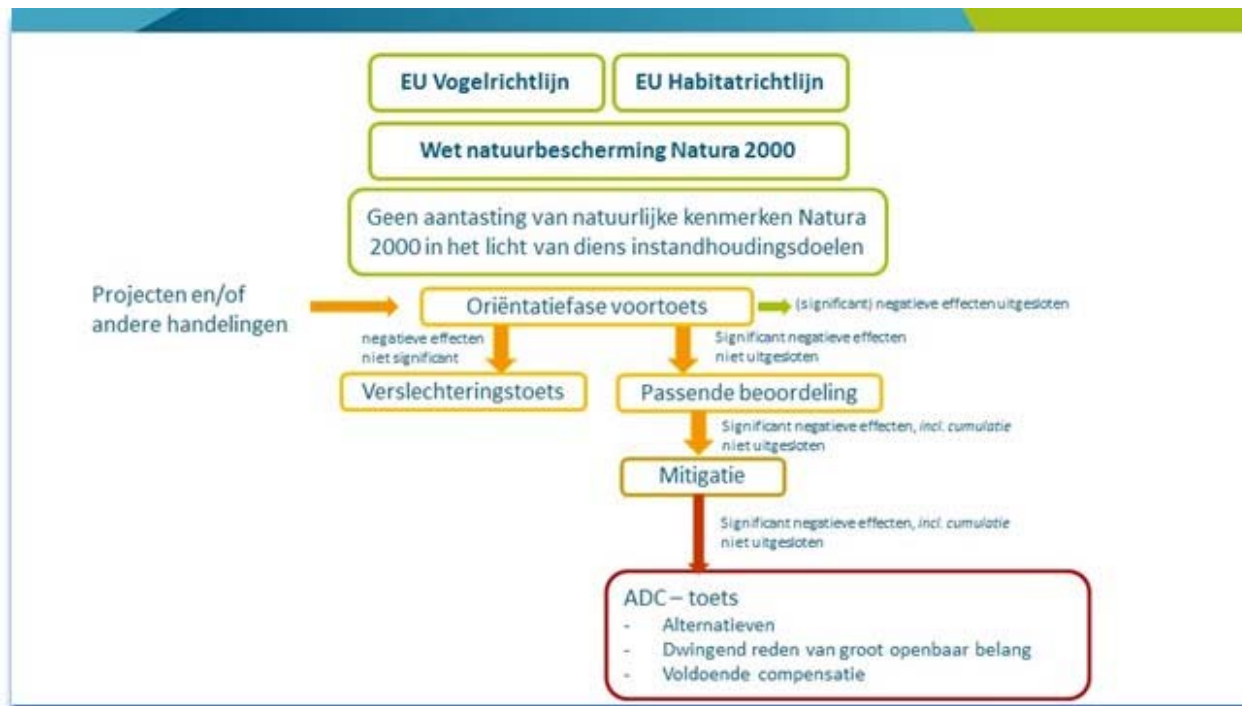 EU Vogelrichtlijn
EU Habitatrichtlijn
Wet natuurbescherming Natura 2000
Geen aantasting van natuurlijke kenmerken Natura
2000 in het licht van diens instandhoudingsdoelen
Projecten en/of
andere handelingen
Oriëntatiefase voortoets
(significant) negatieve effecten uitgesloten
negatieve effecten
niet significant
Significant negatieve effecten
niet uitgesloten
Verslechteringstoets
Passende beoordeling
Significant negatieve effecten, incl. cumulatie
niet uitgesloten
Mitigatie
Significant negatieve effecten, incl. cumulatie
niet uitgesloten
ADC – toets
- Alternatieven
- Dwingend reden van groot openbaar belang
- Voldoende compensatie